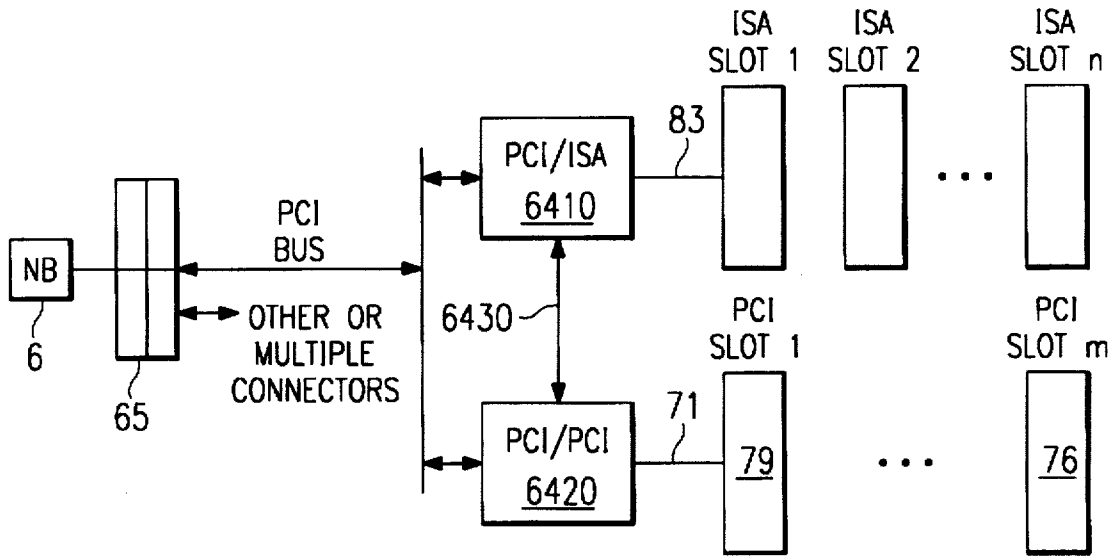 ISA
SLOT 1
ISA
SLOT 2
ISA
SLOT n
83
PCI/ISA
6410
PCI
BUS
NB
6
65
OTHER OR
MULTIPLE
CONNECTORS
6430
PCI
SLOT 1
PCI
SLOT m
71
PCI/PCI
6420
79
76